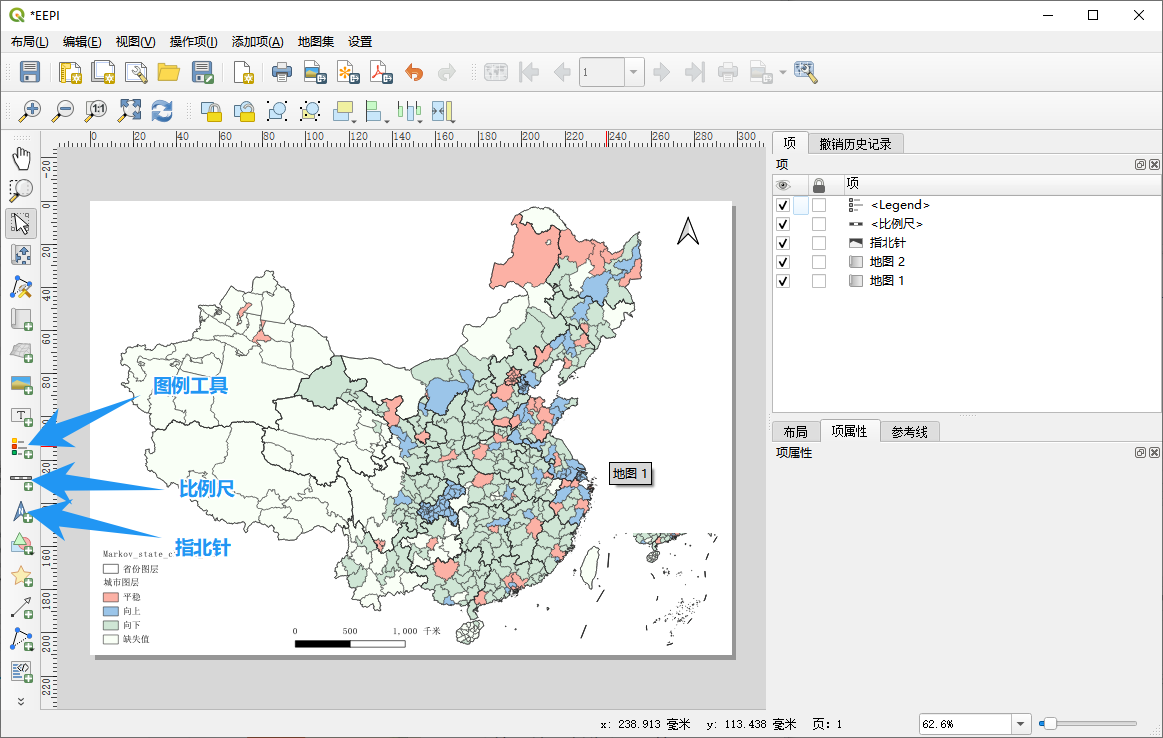 *EEPI
布局(L) 编辑(E) 视图(V) 操作项(I) 添加项(A) 地图集 设置
1
1:1
0 20 40 60 80 100 120 140 160 180 200 220 240 260 280 300
项 撤销历史记录
项
项
<Legend>
<比例尺>
指北针
地图 2
地图 1
图例工具
比例尺
指北针
地图 1
Markov_state_c
省份图层
城市图层
平稳
向上
向下
缺失值
0 500 1,000 千米
布局 项属性 参考线
项属性
x: 238.913 毫米 y: 113.438 毫米 页: 1
62.6%